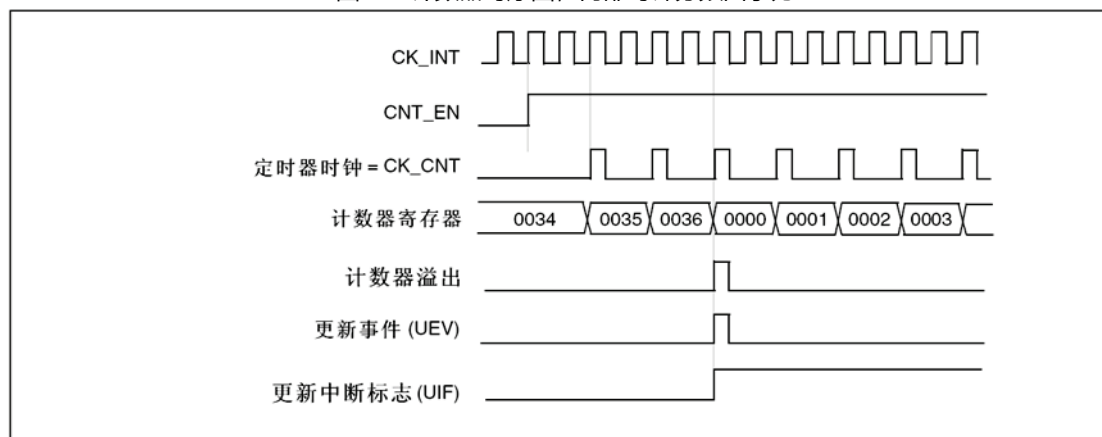 CK_INT
CNT_EN
定时器时钟 = CK_CNT
计数器寄存器 0034 0035 0036 0000 0001 0002 0003
计数器溢出
更新事件 (UEV)
更新中断标志 (UIF)